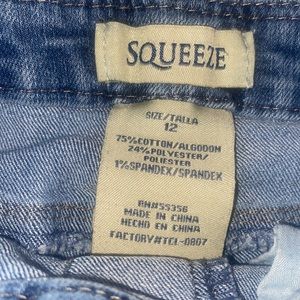 SQUEEZE
SIZE/TALLA
12
75%COTTON/ALGODON
24%POLYESTER/
POLIESTER
1%SPANDEX/SPANDEX
RN#55356
MADE IN CHINA
HECHO EN CHINA
FACTORY#TCL-0807